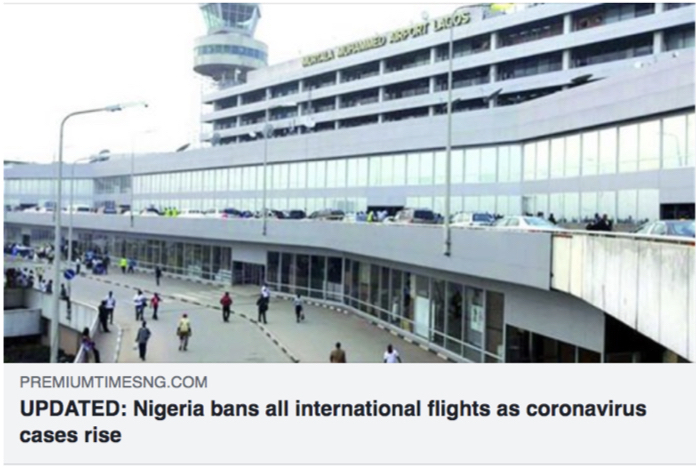 MURTALA MUHAMMED AIRPORT LAGOS
PREMIUMTIMESNG.COM
UPDATED: Nigeria bans all international flights as coronavirus
cases rise